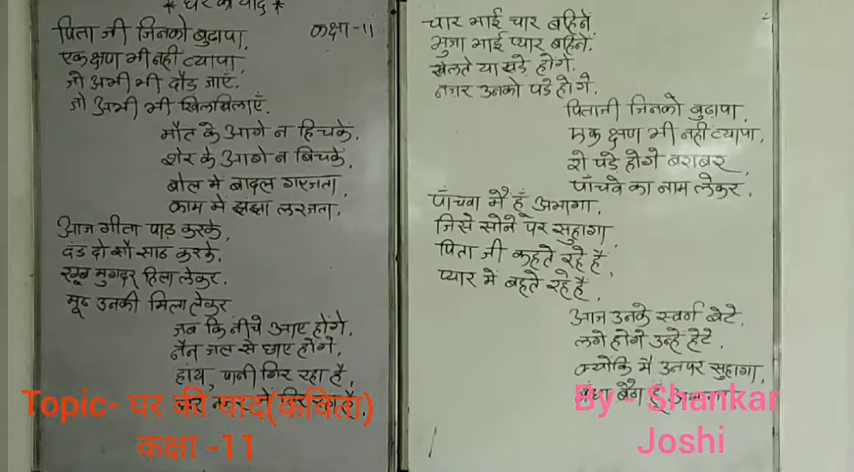 * घर की याद *
कक्षा-11
पिता जी जिनको बुढ़ापा,
एक क्षण भी नही व्यापा,
जो अभी भी दौड़ जाएं,
जो अभी भी खिलखिलाएँ.
मौत के आगे न हिचकें,
शेर के आगे न बिचकें,
बोल में बादल गरजता,
काम में झंझा लरजता,
आज गीता पाठ करके,
दंड दो सौ साठ करके,
खूब मुगदर हिला लेकर,
मूठ उनकी मिला लेकर
जब कि नीचे आए होंगे,
नैन जल से छाए होंगे,
हाय, पानी गिर रहा है,
घर
चार भाई चार बहिनें
भुजा भाई प्यार बहिनें,
खेलते या खड़े होंगे,
नजर उनको पड़े होंगे.
पिताजी जिनको बुढ़ापा,
एक क्षण भी नही व्यापा,
रो पड़े होंगे बराबर,
पाँचवे का नाम लेकर,
पाँचवा मै हूँ अभागा,
जिसे सोने पर सुहागा
पिता जी कहते रहे है,
प्यार में बहते रहे है,
आज उनके स्वर्ण बेटे,
लगे होंगे उन्हे हेटे,
क्योकि मै उनपर सुहागा,
बंधा बैठा हूँ
Topic- घर की याद(कविता)
कक्षा -11
By - Shankar
Joshi